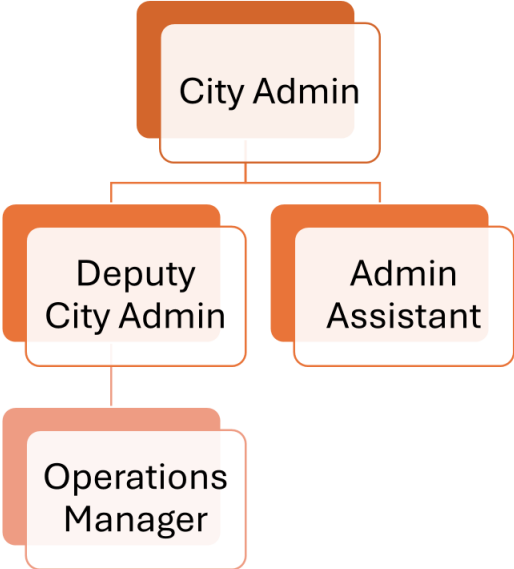 City Admin
Deputy
City Admin
Admin
Assistant
Operations
Manager